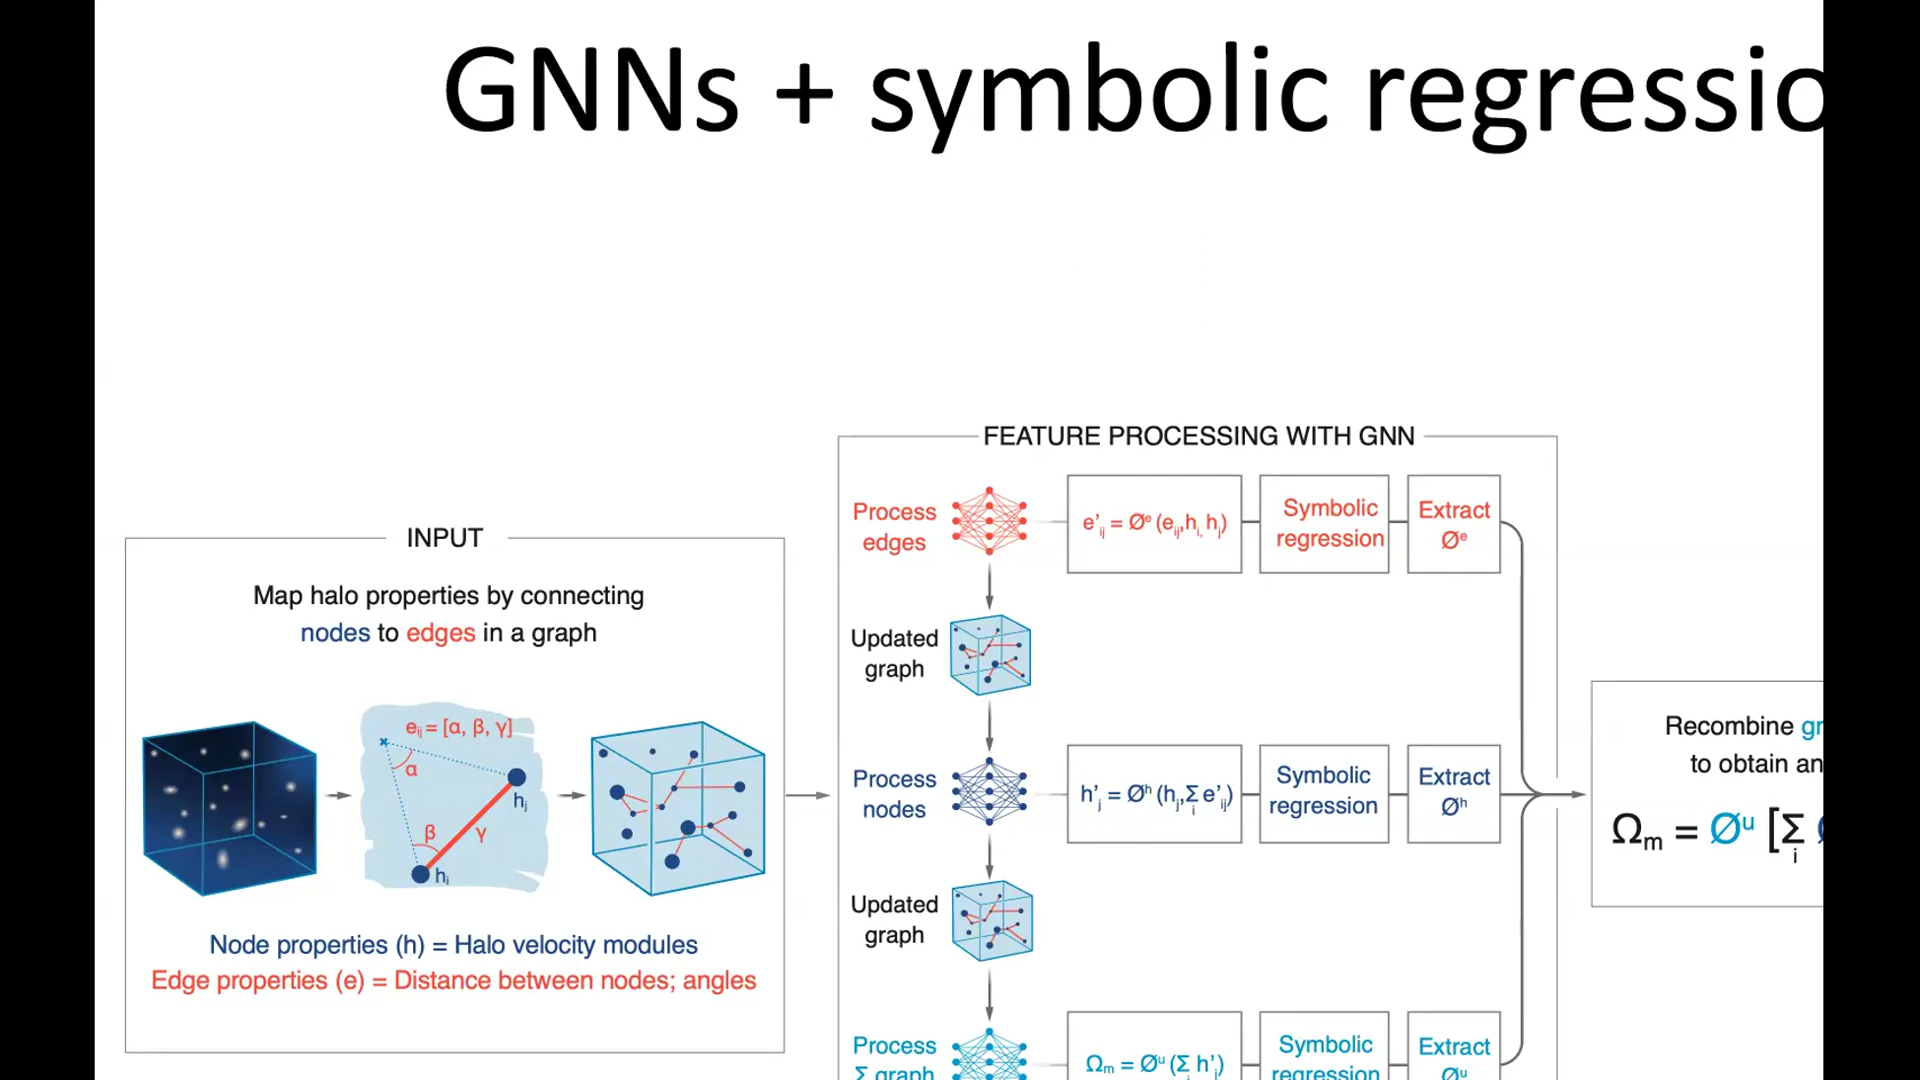 GNNs + symbolic regressio
INPUT
Map halo properties by connecting
nodes to edges in a graph
eij = [α, β, γ]
α
hj
β
γ
hi
Node properties (h) = Halo velocity modules
Edge properties (e) = Distance between nodes; angles
FEATURE PROCESSING WITH GNN
Process
edges
e'ij = Øᵉ (eij,hi, hj)
Symbolic
regression
Extract
Øᵉ
Updated
graph
Process
nodes
h'j = Øʰ (hj,Σi e'ij)
Symbolic
regression
Extract
Øʰ
Updated
graph
Process
Σ graph
Ωm = Øᵘ (Σi h'i)
Symbolic
regression
Extract
Øᵘ
Recombine gr
to obtain an
Ωm = Øᵘ [Σi